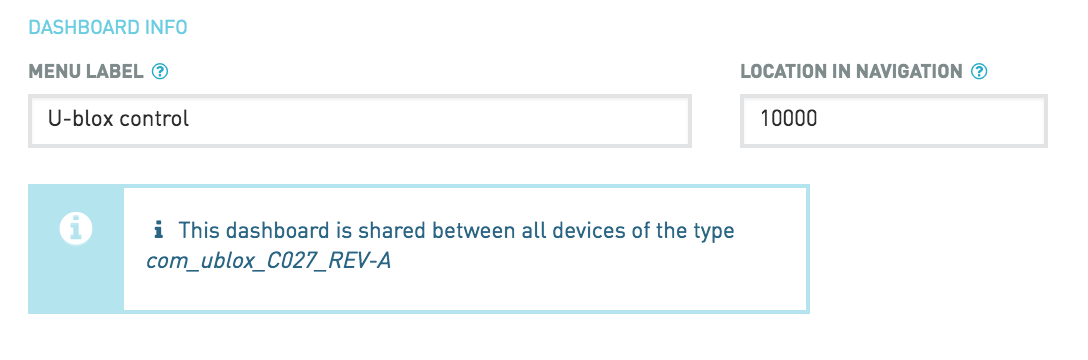 DASHBOARD INFO
MENU LABEL
LOCATION IN NAVIGATION
U-blox control
10000
This dashboard is shared between all devices of the type
com_ublox_C027_REV-A